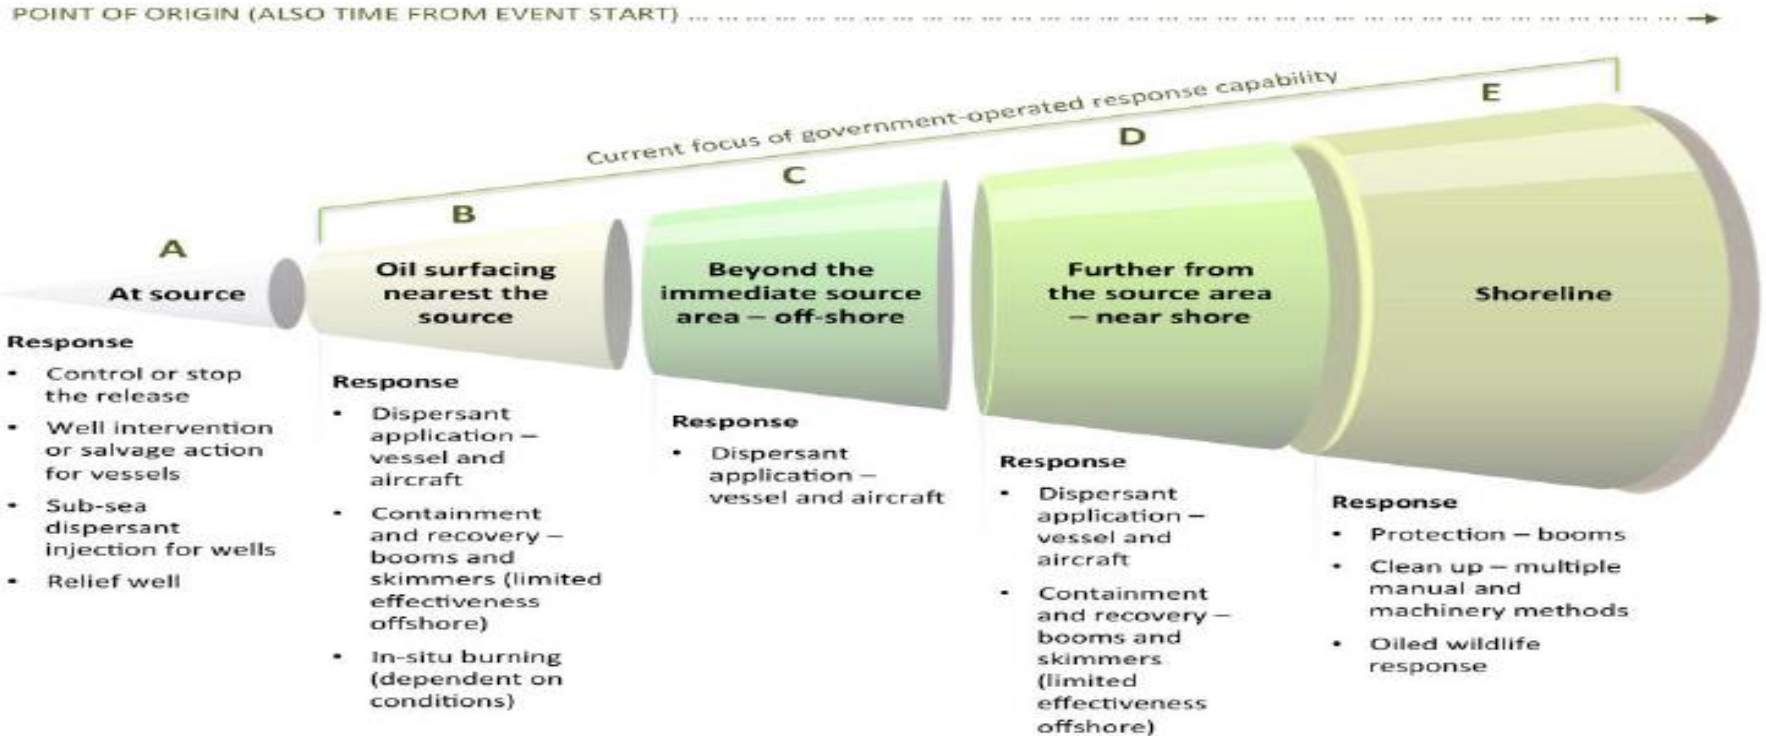 POINT OF ORIGIN (ALSO TIME FROM EVENT START)
Current focus of government-operated response capability
A
At source
Response
• Control or stop
the release
• Well intervention
or salvage action
for vessels
• Sub-sea
dispersant
injection for wells
• Relief well
B
Oil surfacing
nearest the
source
Response
• Dispersant
application –
vessel and
aircraft
• Containment
and recovery –
booms and
skimmers (limited
effectiveness
offshore)
• In-situ burning
(dependent on
conditions)
C
Beyond the
immediate source
area – off-shore
Response
• Dispersant
application –
vessel and aircraft
D
Further from
the source area
– near shore
Response
• Dispersant
application –
vessel and
aircraft
• Containment
and recovery –
booms and
skimmers
(limited
effectiveness
offshore)
E
Shoreline
Response
• Protection – booms
• Clean up – multiple
manual and
machinery methods
• Oiled wildlife
response